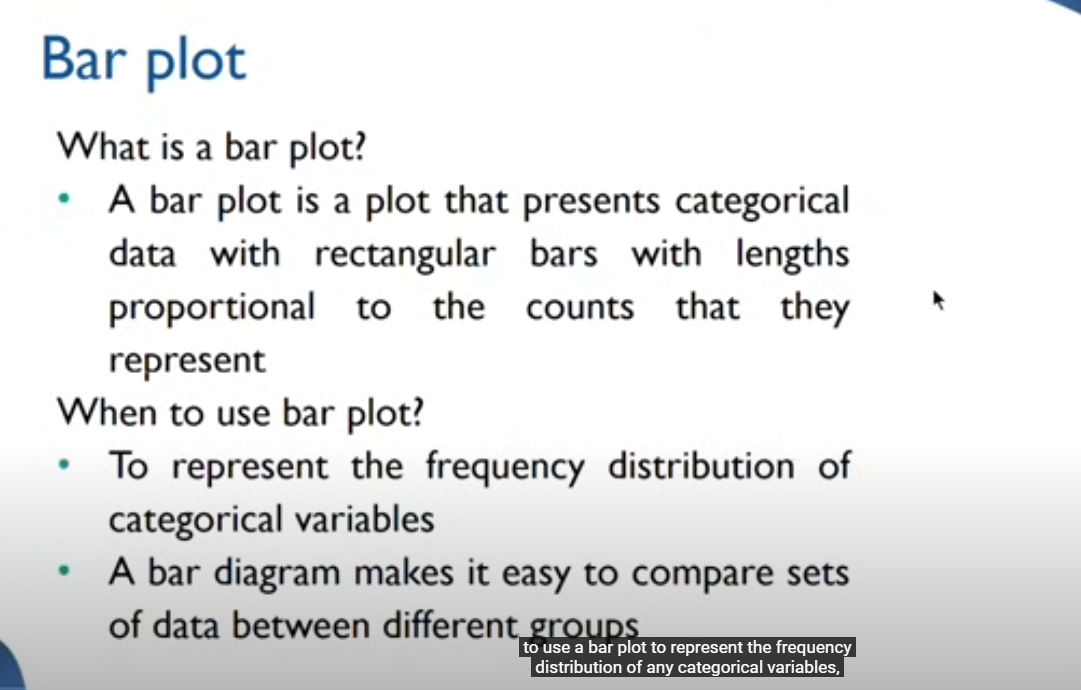 Bar plot
What is a bar plot?
• A bar plot is a plot that presents categorical
data with rectangular bars with lengths
proportional to the counts that they
represent
When to use bar plot?
• To represent the frequency distribution of
categorical variables
• A bar diagram makes it easy to compare sets
of data between different groups
to use a bar plot to represent the frequency
distribution of any categorical variables,